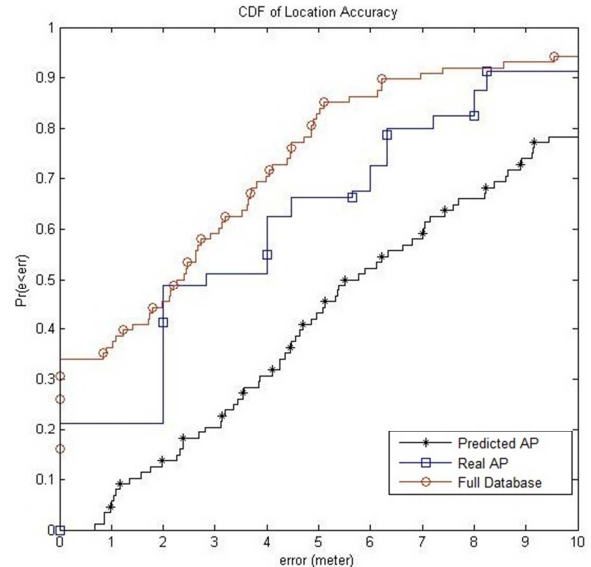 CDF of Location Accuracy
1
0.9
0.8
0.7
0.6
0.5
0.4
0.3
0.2
0.1
0
Pr(e<err)
0 1 2 3 4 5 6 7 8 9 10
error (meter)
Predicted AP
Real AP
Full Database